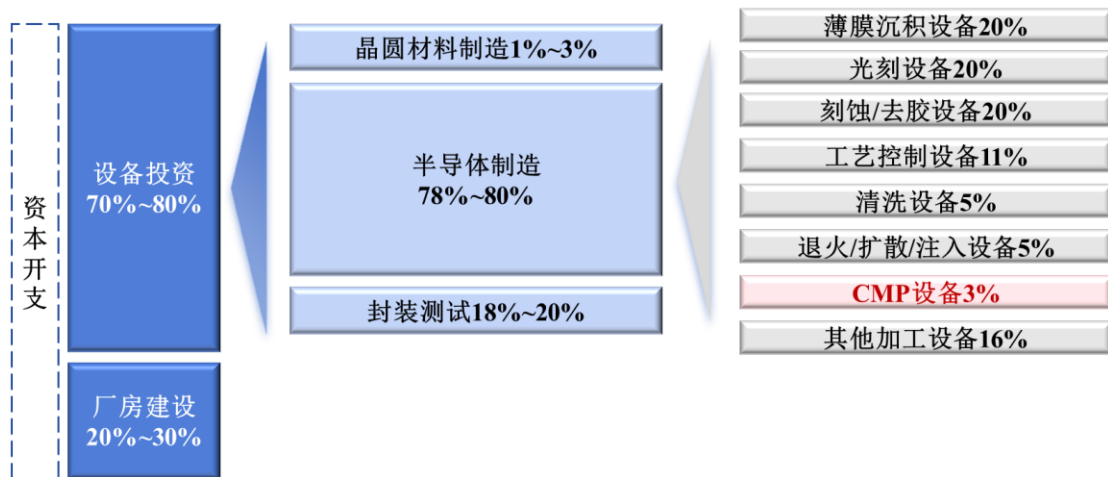 资本开支
设备投资
70%~80%
厂房建设
20%~30%
晶圆材料制造1%~3%
半导体制造
78%~80%
封装测试18%~20%
薄膜沉积设备20%
光刻设备20%
刻蚀/去胶设备20%
工艺控制设备11%
清洗设备5%
退火/扩散/注入设备5%
CMP设备3%
其他加工设备16%